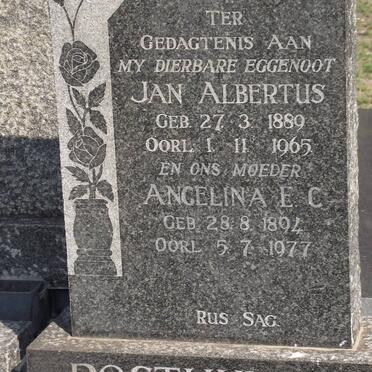 TER
GEDAGTENIS AAN
MY DIERBARE EGGENOOT
JAN ALBERTUS
GEB. 27. 3. 1889
OORL. 1. 11. 1965
EN ONS MOEDER
ANGELINA E. C.
GEB. 28. 8. 1894
OORL. 5. 7. 1977
RUS SAG.